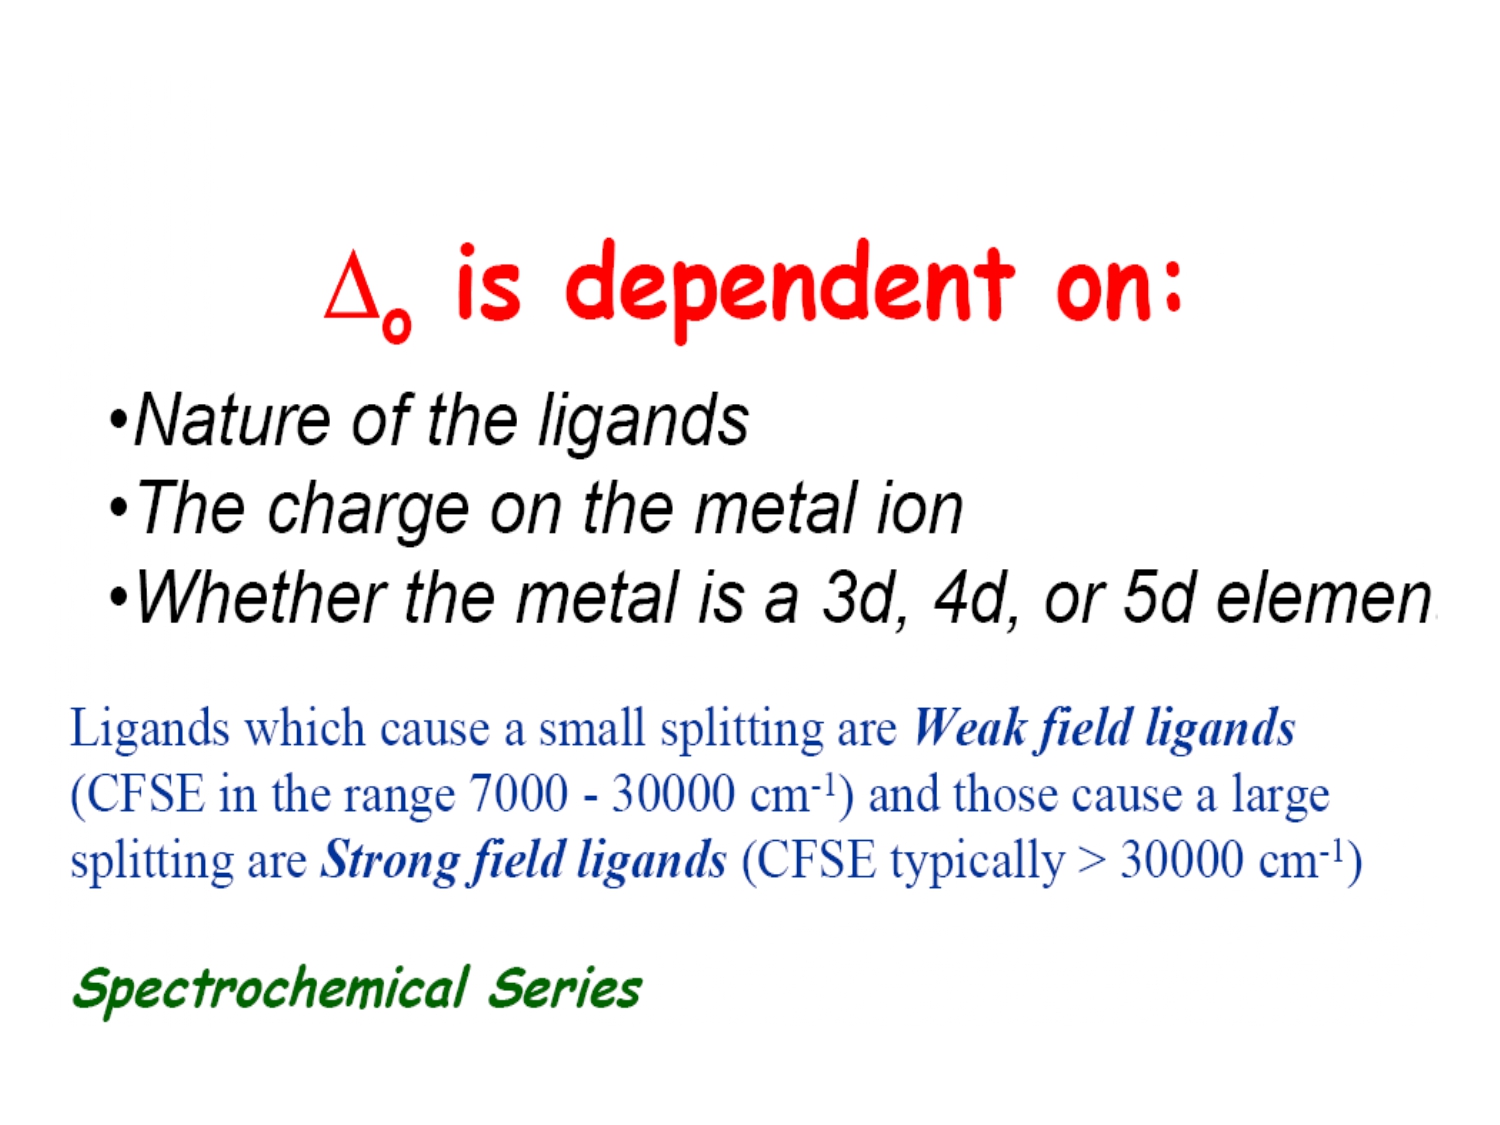 Δo is dependent on:
•Nature of the ligands
•The charge on the metal ion
•Whether the metal is a 3d, 4d, or 5d elemen
Ligands which cause a small splitting are Weak field ligands
(CFSE in the range 7000 - 30000 cm⁻¹) and those cause a large
splitting are Strong field ligands (CFSE typically > 30000 cm⁻¹)
Spectrochemical Series